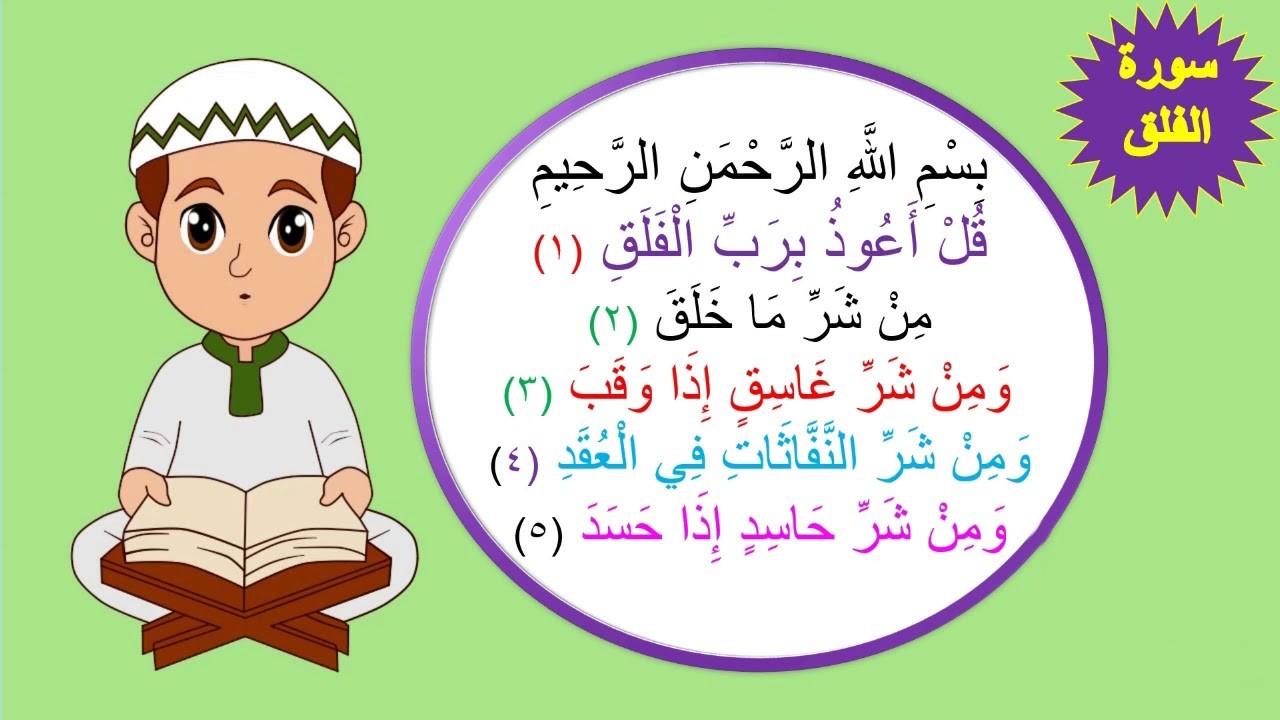 سورة
الفلق
بِسْمِ اللَّهِ الرَّحْمَنِ الرَّحِيمِ
قُلْ أَعُوذُ بِرَبِّ الْفَلَقِ (١)
مِنْ شَرِّ مَا خَلَقَ (٢)
وَمِنْ شَرِّ غَاسِقٍ إِذَا وَقَبَ (٣)
وَمِنْ شَرِّ النَّفَّاثَاتِ فِي الْعُقَدِ (٤)
وَمِنْ شَرِّ حَاسِدٍ إِذَا حَسَدَ (٥)